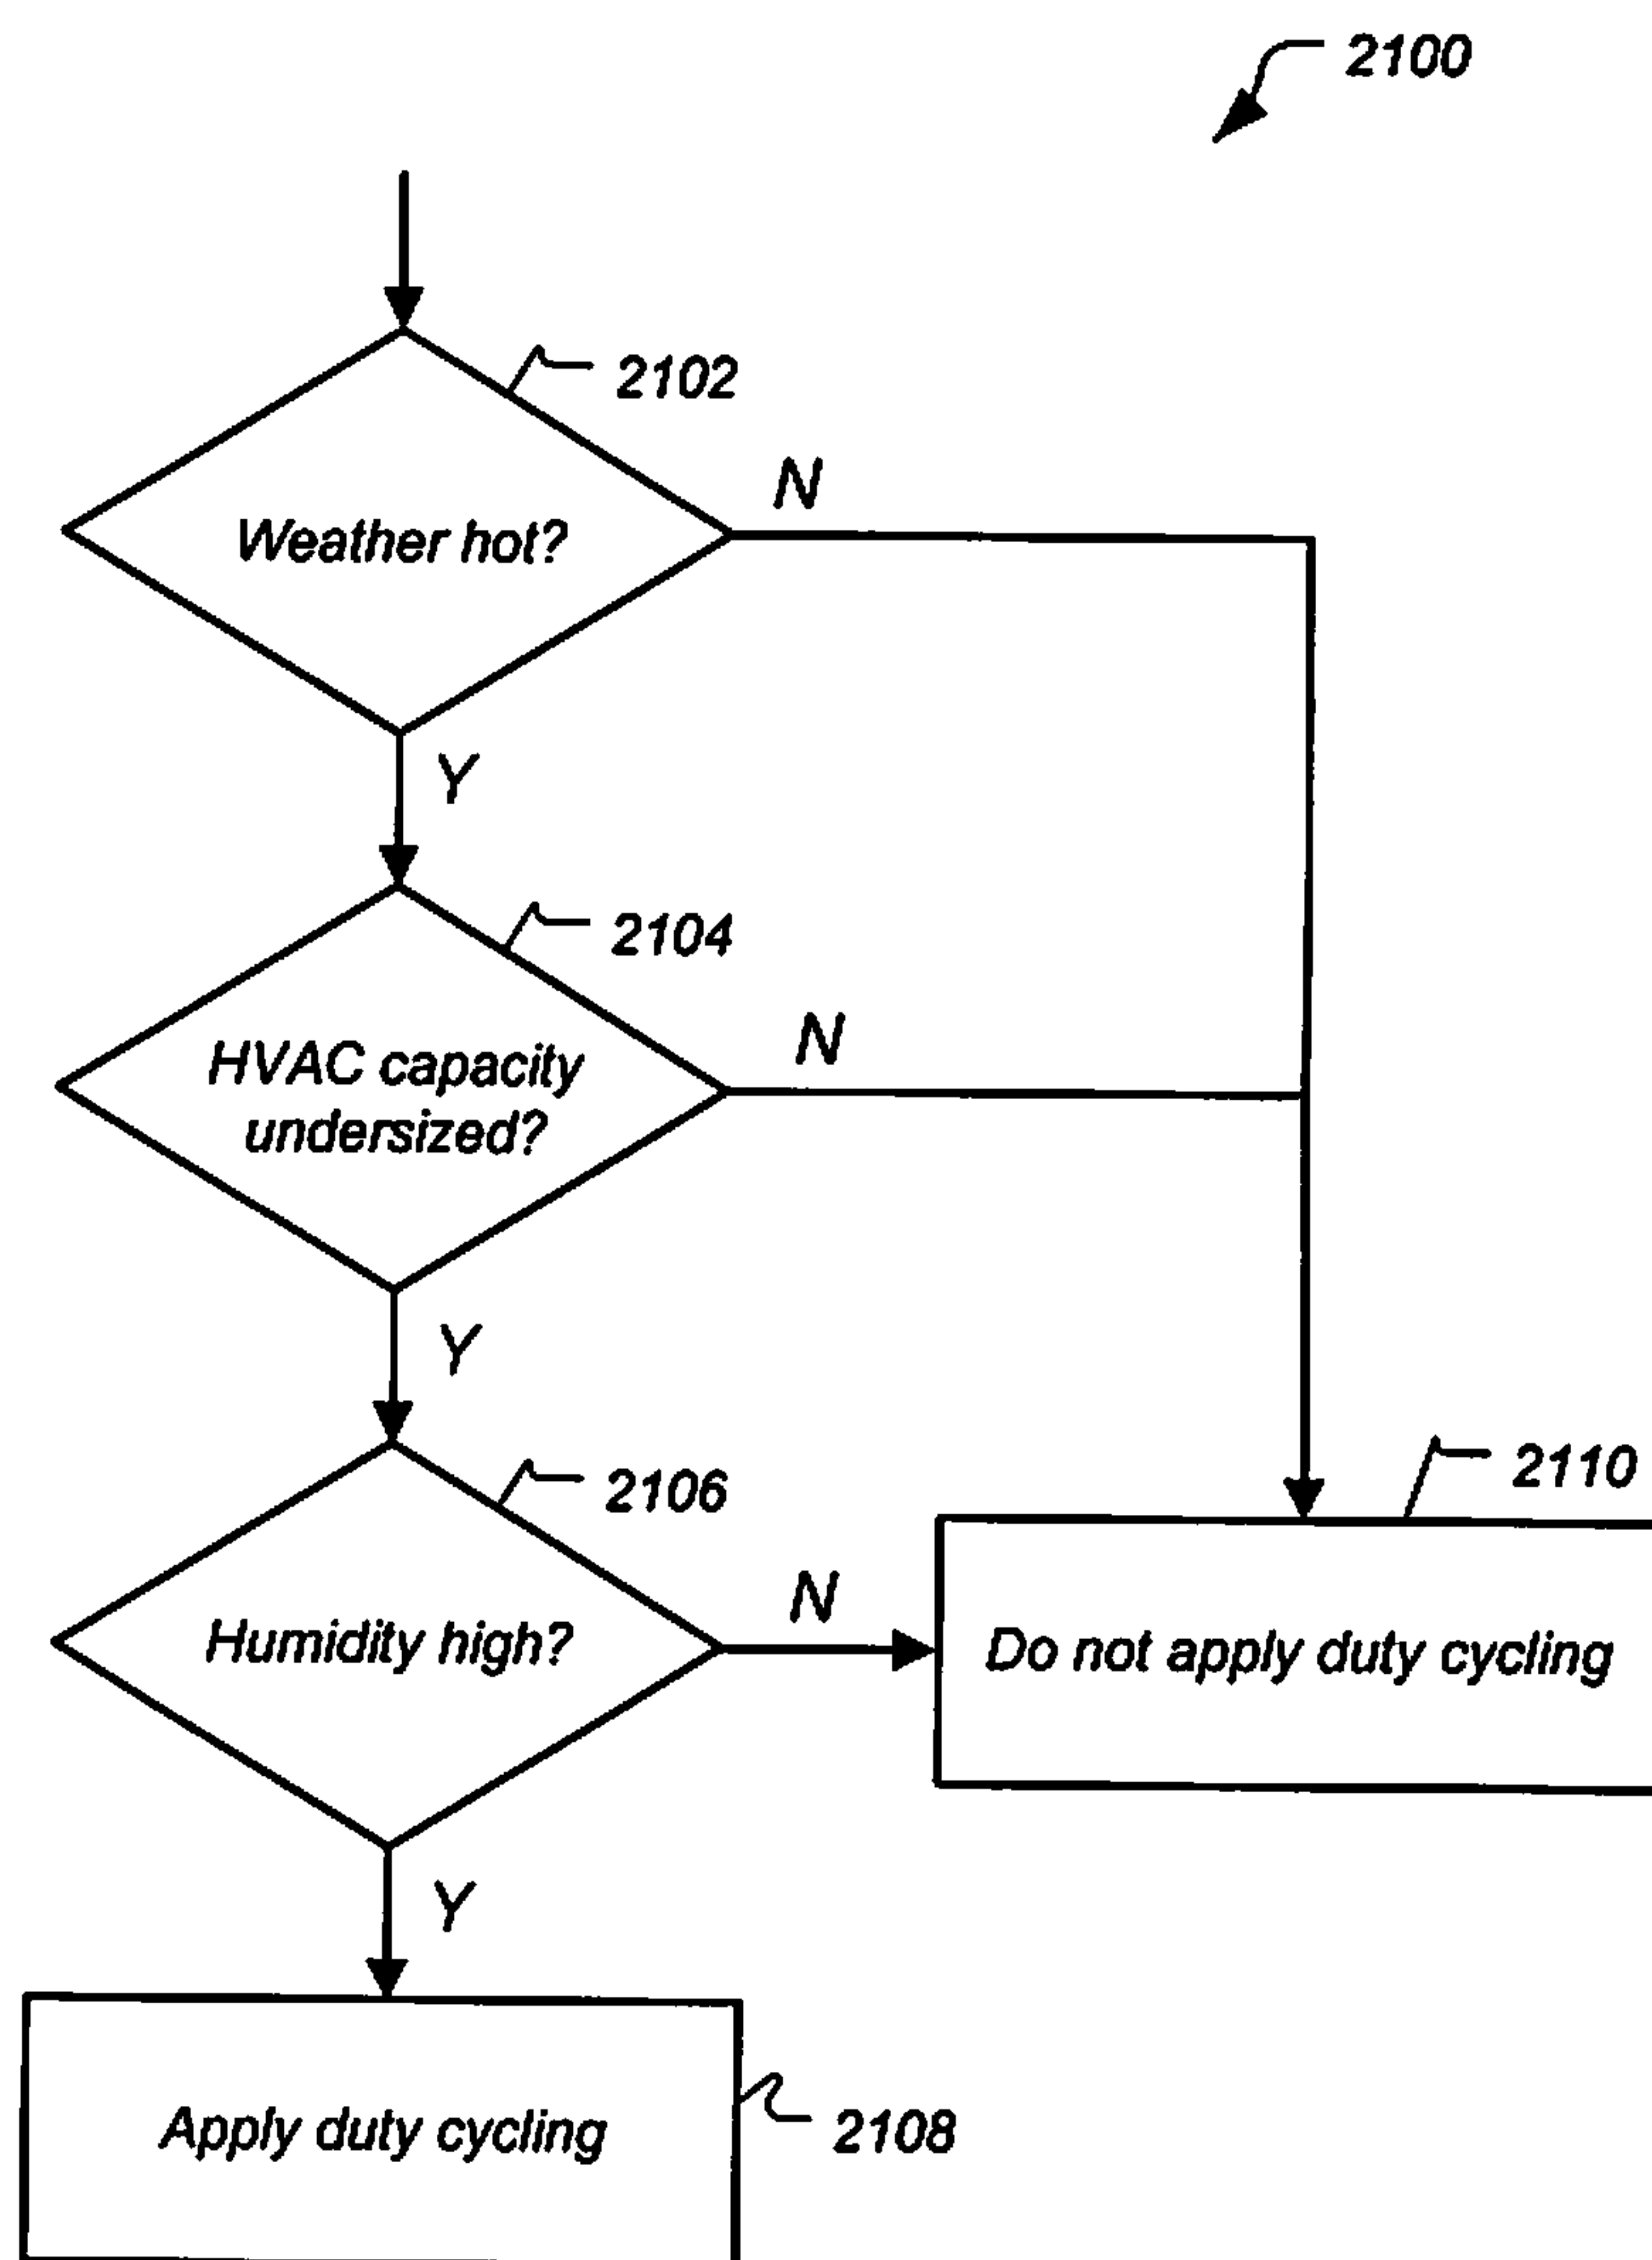 2100
2102
Weather hot?
N
Y
2104
HVAC capacity
undersized?
N
Y
2106
Humidity high?
N
2110
Do not apply duty cycling
Y
Apply duty cycling
2108